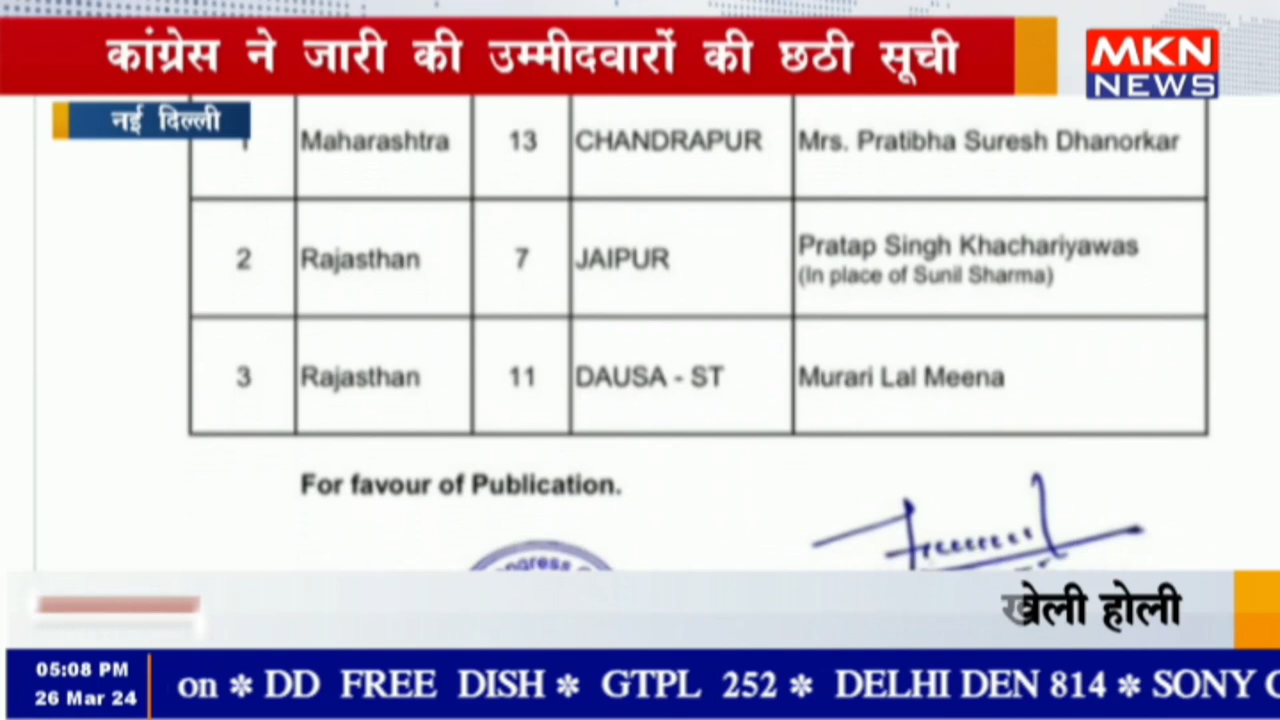 कांग्रेस ने जारी की उम्मीदवारों की छठी सूची
MKN
NEWS
नई दिल्ली
1 Maharashtra 13 CHANDRAPUR Mrs. Pratibha Suresh Dhanorkar
2 Rajasthan 7 JAIPUR Pratap Singh Khachariyawas
(In place of Sunil Sharma)
3 Rajasthan 11 DAUSA - ST Murari Lal Meena
For favour of Publication.
खेली होली
05:08 PM
26 Mar 24
on * DD FREE DISH * GTPL 252 * DELHI DEN 814 * SONY